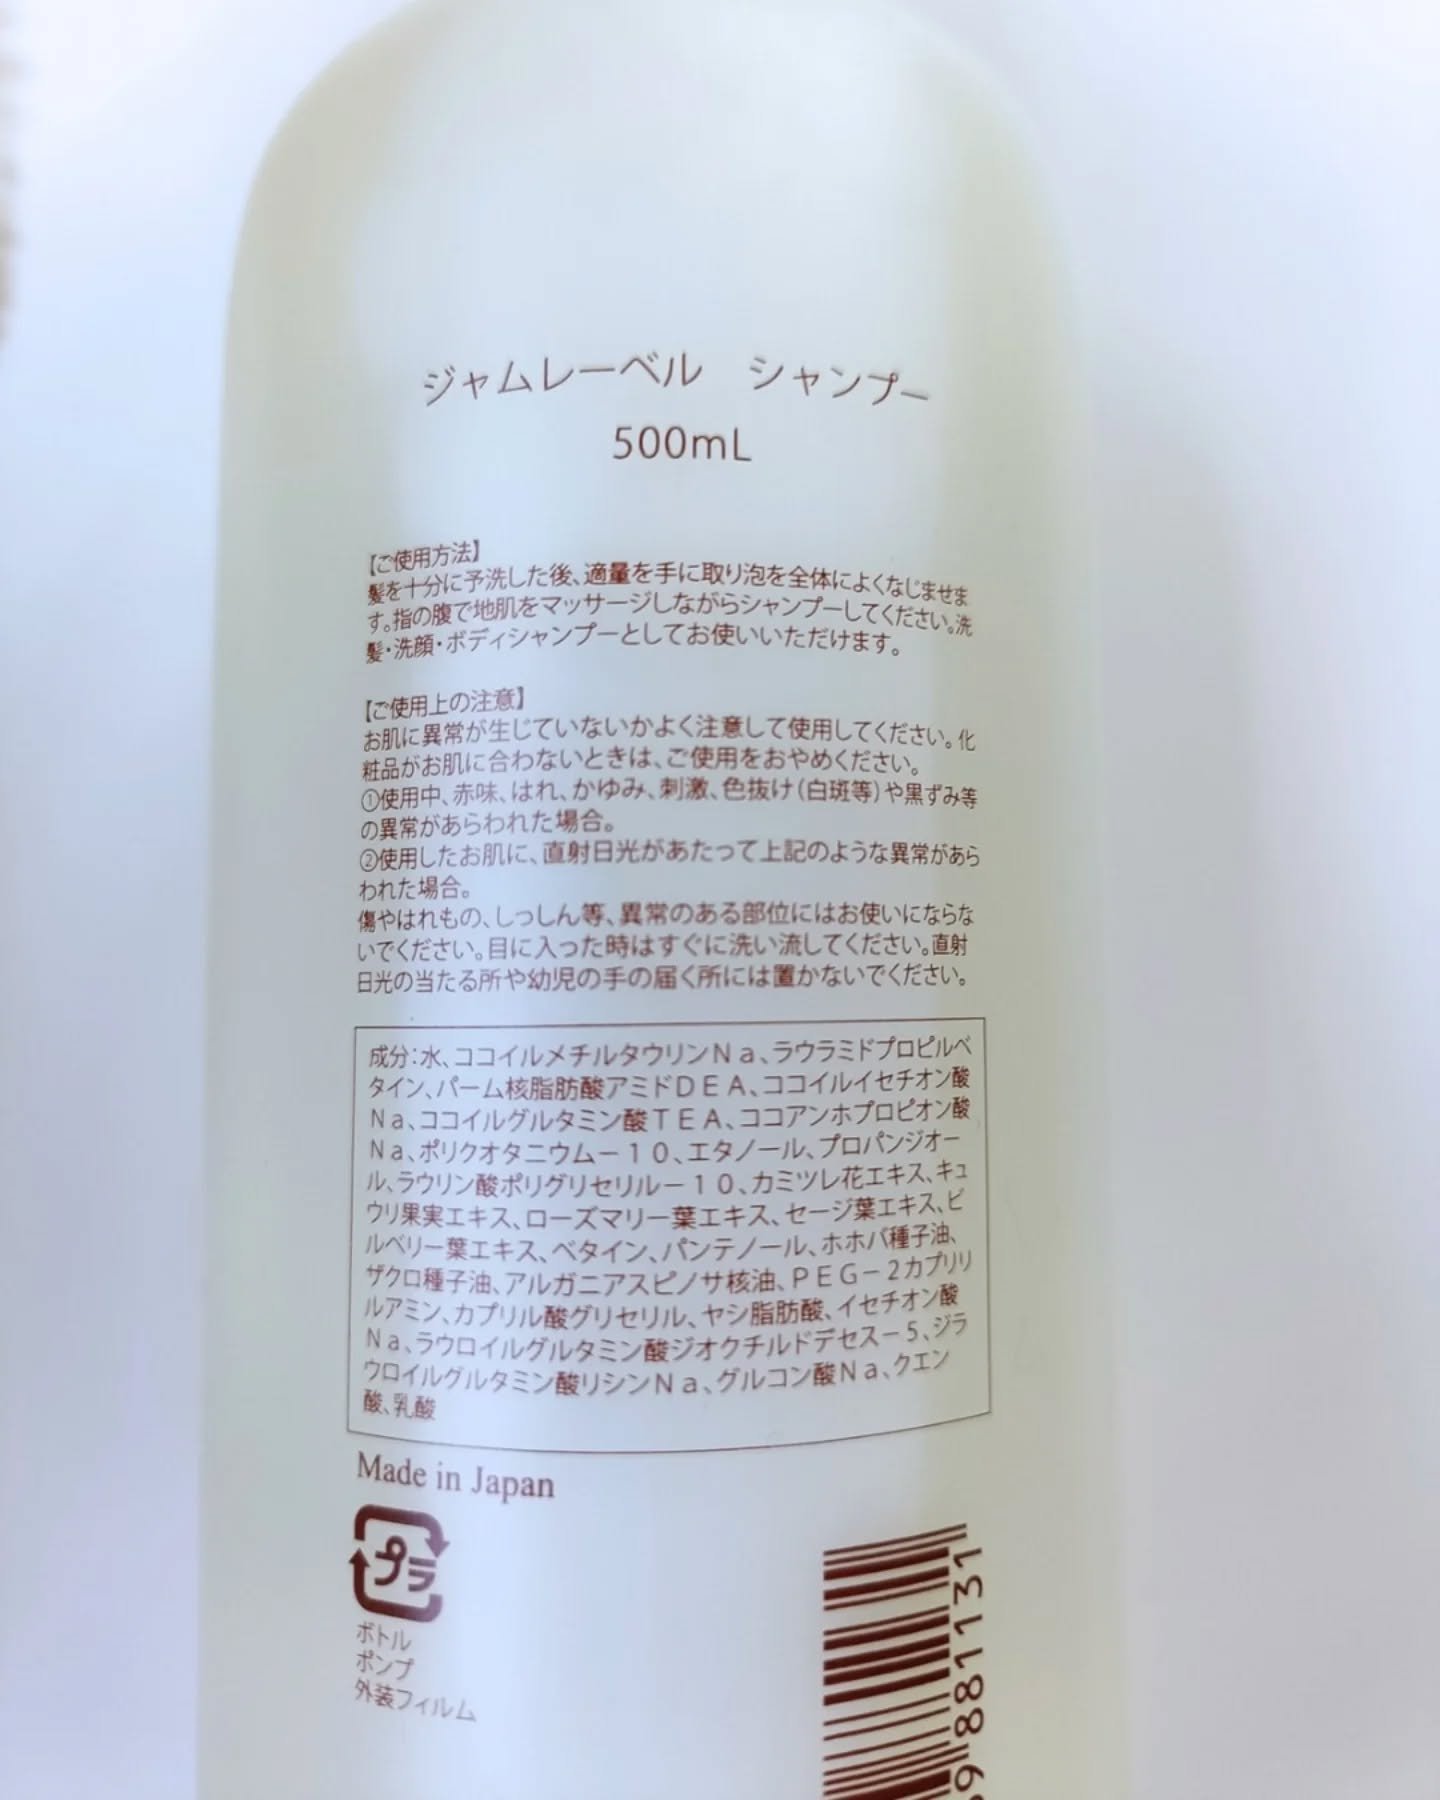 ジャムレーベル　シャンプー
500mL
【ご使用方法】
髪を十分に予洗した後、適量を手に取り泡を全体によくなじませま
す。指の腹で地肌をマッサージしながらシャンプーしてください。洗
髪・洗顔・ボディシャンプーとしてお使いいただけます。
【ご使用上の注意】
お肌に異常が生じていないかよく注意して使用してください。化
粧品がお肌に合わないときは、ご使用をおやめください。
①使用中、赤味、はれ、かゆみ、刺激、色抜け（白斑等）や黒ずみ等
の異常があらわれた場合。
②使用したお肌に、直射日光があたって上記のような異常があら
われた場合。
傷やはれもの、しっしん等、異常のある部位にはお使いにならな
いでください。目に入った時はすぐに洗い流してください。直射
日光の当たる所や幼児の手の届く所には置かないでください。
成分：水、ココイルメチルタウリンＮａ、ラウラミドプロピルベ
タイン、パーム核脂肪酸アミドＤＥＡ、ココイルイセチオン酸
Ｎａ、ココイルグルタミン酸ＴＥＡ、ココアンホプロピオン酸
Ｎａ、ポリクオタニウムー１０、エタノール、プロパンジオー
ル、ラウリン酸ポリグリセリルー１０、カミツレ花エキス、キュ
ウリ果実エキス、ローズマリー葉エキス、セージ葉エキス、ビ
ルベリー葉エキス、ベタイン、パンテノール、ホホバ種子油、
ザクロ種子油、アルガニアスピノサ核油、ＰＥＧ－２カプリリ
ルアミン、カプリル酸グリセリル、ヤシ脂肪酸、イセチオン酸
Ｎａ、ラウロイルグルタミン酸ジオクチルドデセスー５、ジラ
ウロイルグルタミン酸リシンＮａ、グルコン酸Ｎａ、クエン
酸、乳酸
Made in Japan
プラ
ボトル
ポンプ
外装フィルム
9 881131